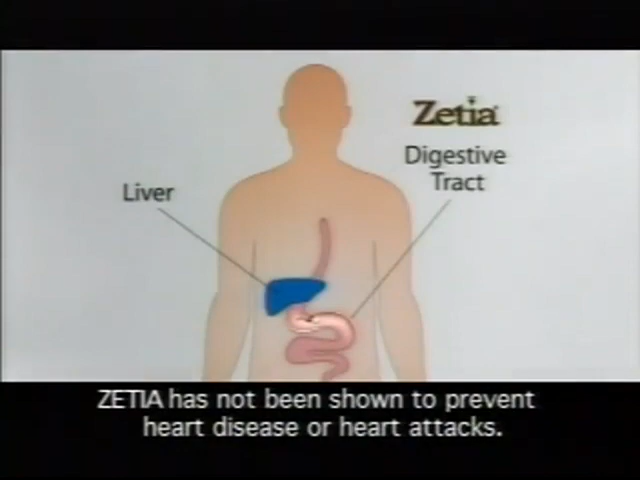 Zetia
Digestive
Tract
Liver
ZETIA has not been shown to prevent
heart disease or heart attacks.